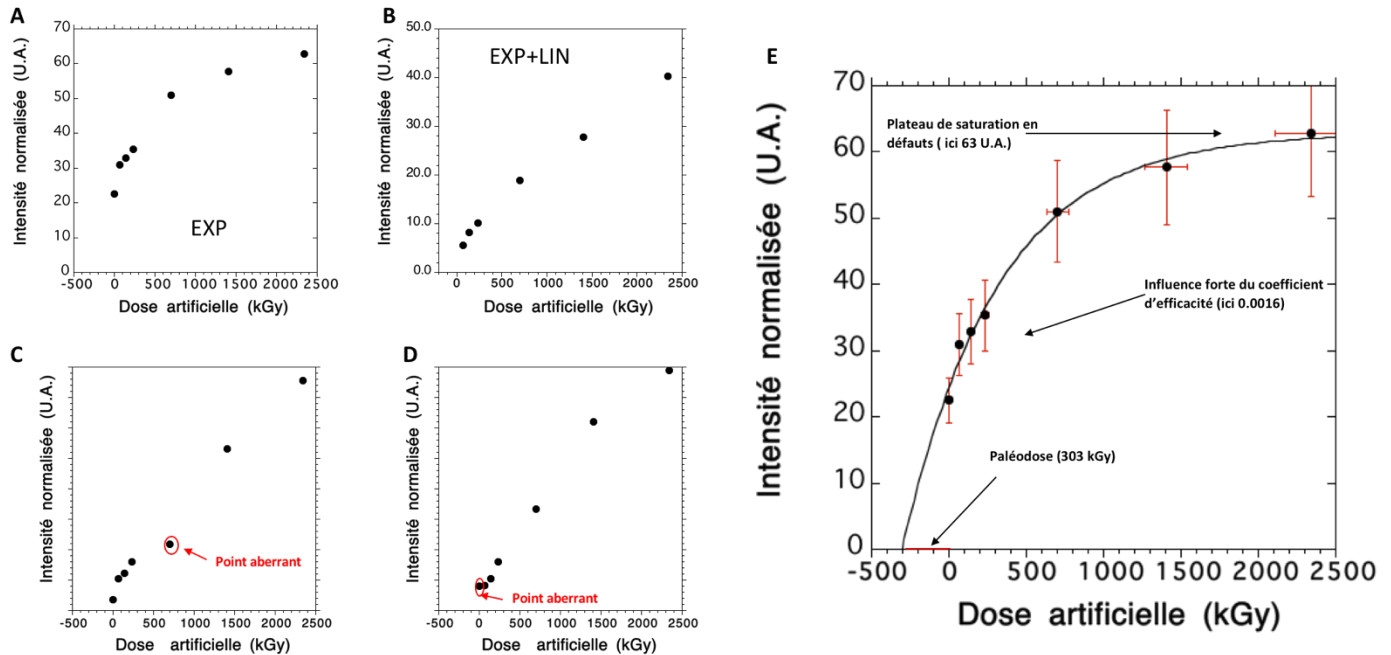 A
Intensité normalisée (U.A.)
70
60
50
40
30
20
10
0
EXP
-500 0 500 1000 1500 2000 2500
Dose artificielle (kGy)
B
Intensité normalisée (U.A.)
50.0
40.0
30.0
20.0
10.0
0.0
EXP+LIN
-500 0 500 1000 1500 2000 2500
Dose artificielle (kGy)
C
Intensité normalisée (U.A.)
Point aberrant
-500 0 500 1000 1500 2000 2500
Dose artificielle (kGy)
D
Intensité normalisée (U.A.)
Point aberrant
-500 0 500 1000 1500 2000 2500
Dose artificielle (kGy)
E
Intensité normalisée (U.A.)
70
60
50
40
30
20
10
0
Plateau de saturation en
défauts ( ici 63 U.A.)
Influence forte du coefficient
d'efficacité (ici 0.0016)
Paléodose (303 kGy)
-500 0 500 1000 1500 2000 2500
Dose artificielle (kGy)